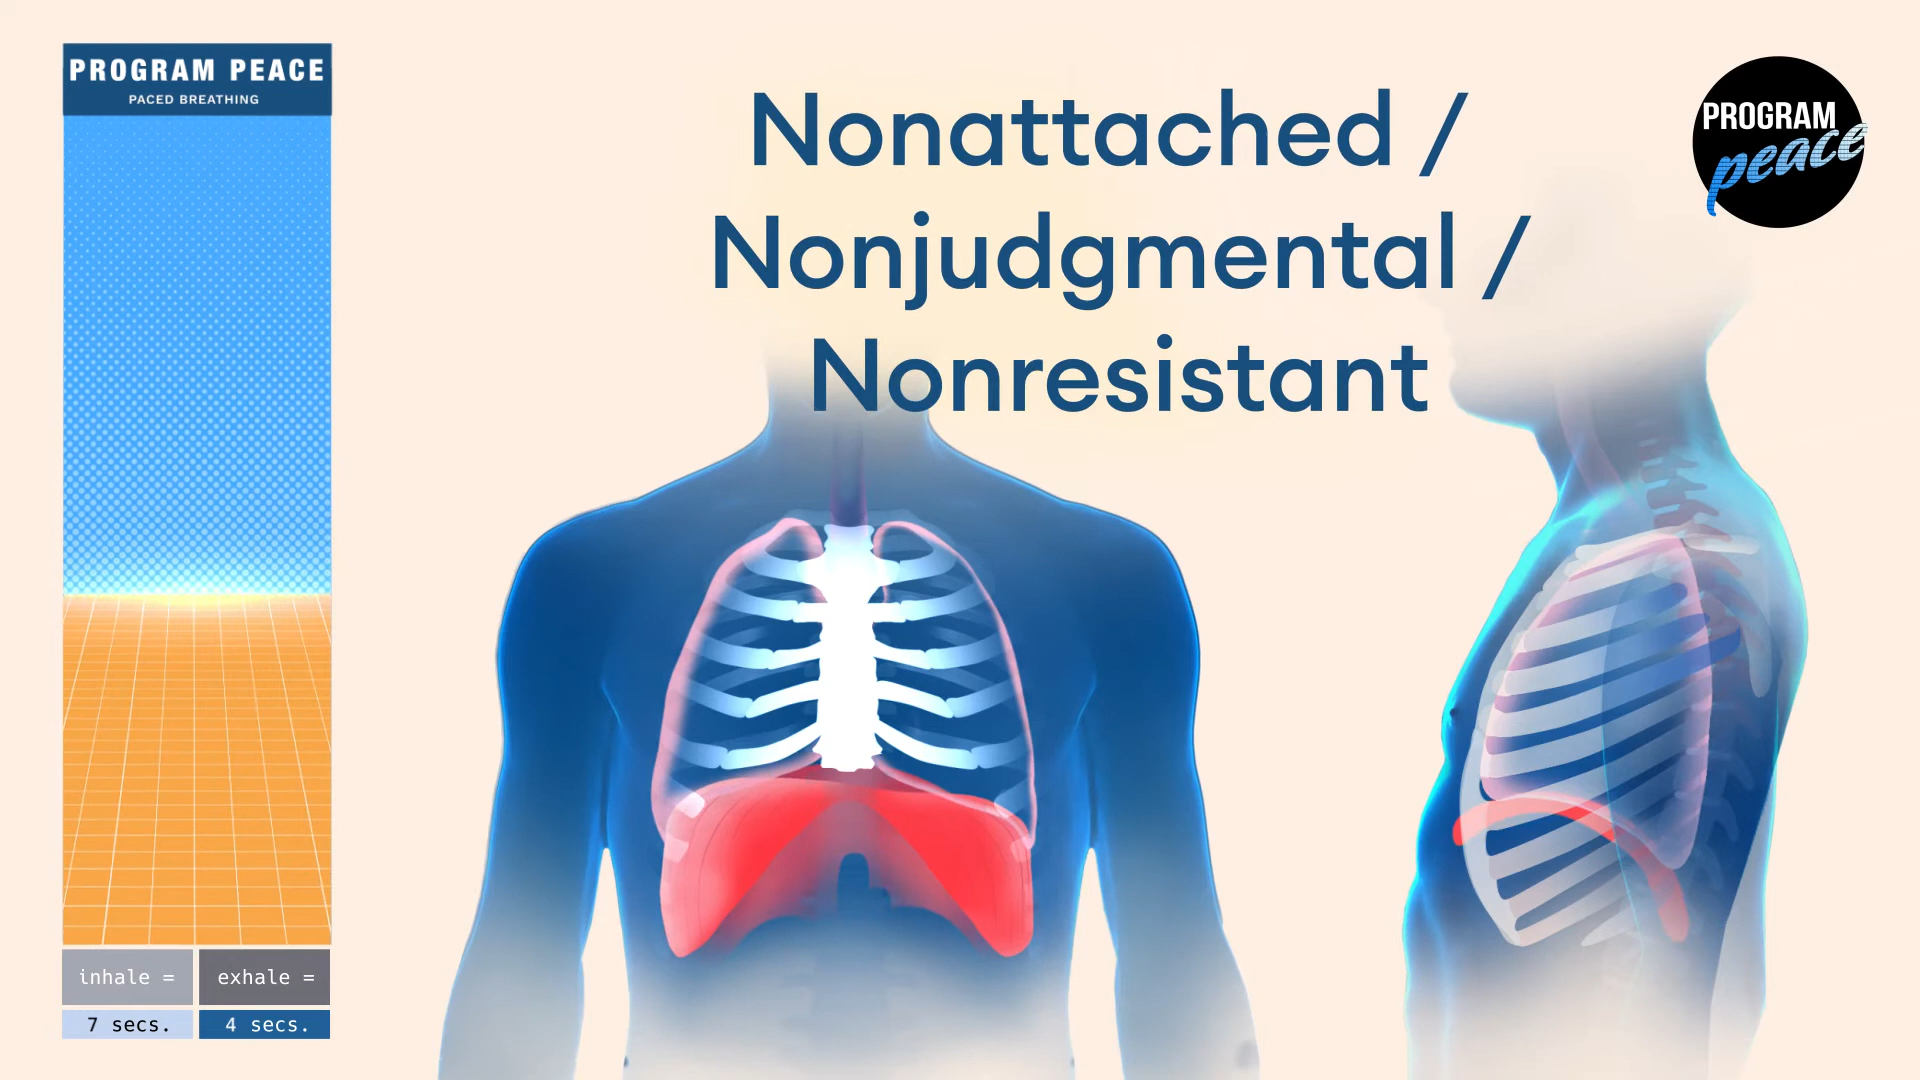 PROGRAM PEACE
PACED BREATHING
Nonattached /
Nonjudgmental /
Nonresistant
PROGRAM
peace
inhale =
exhale =
7 secs.
4 secs.